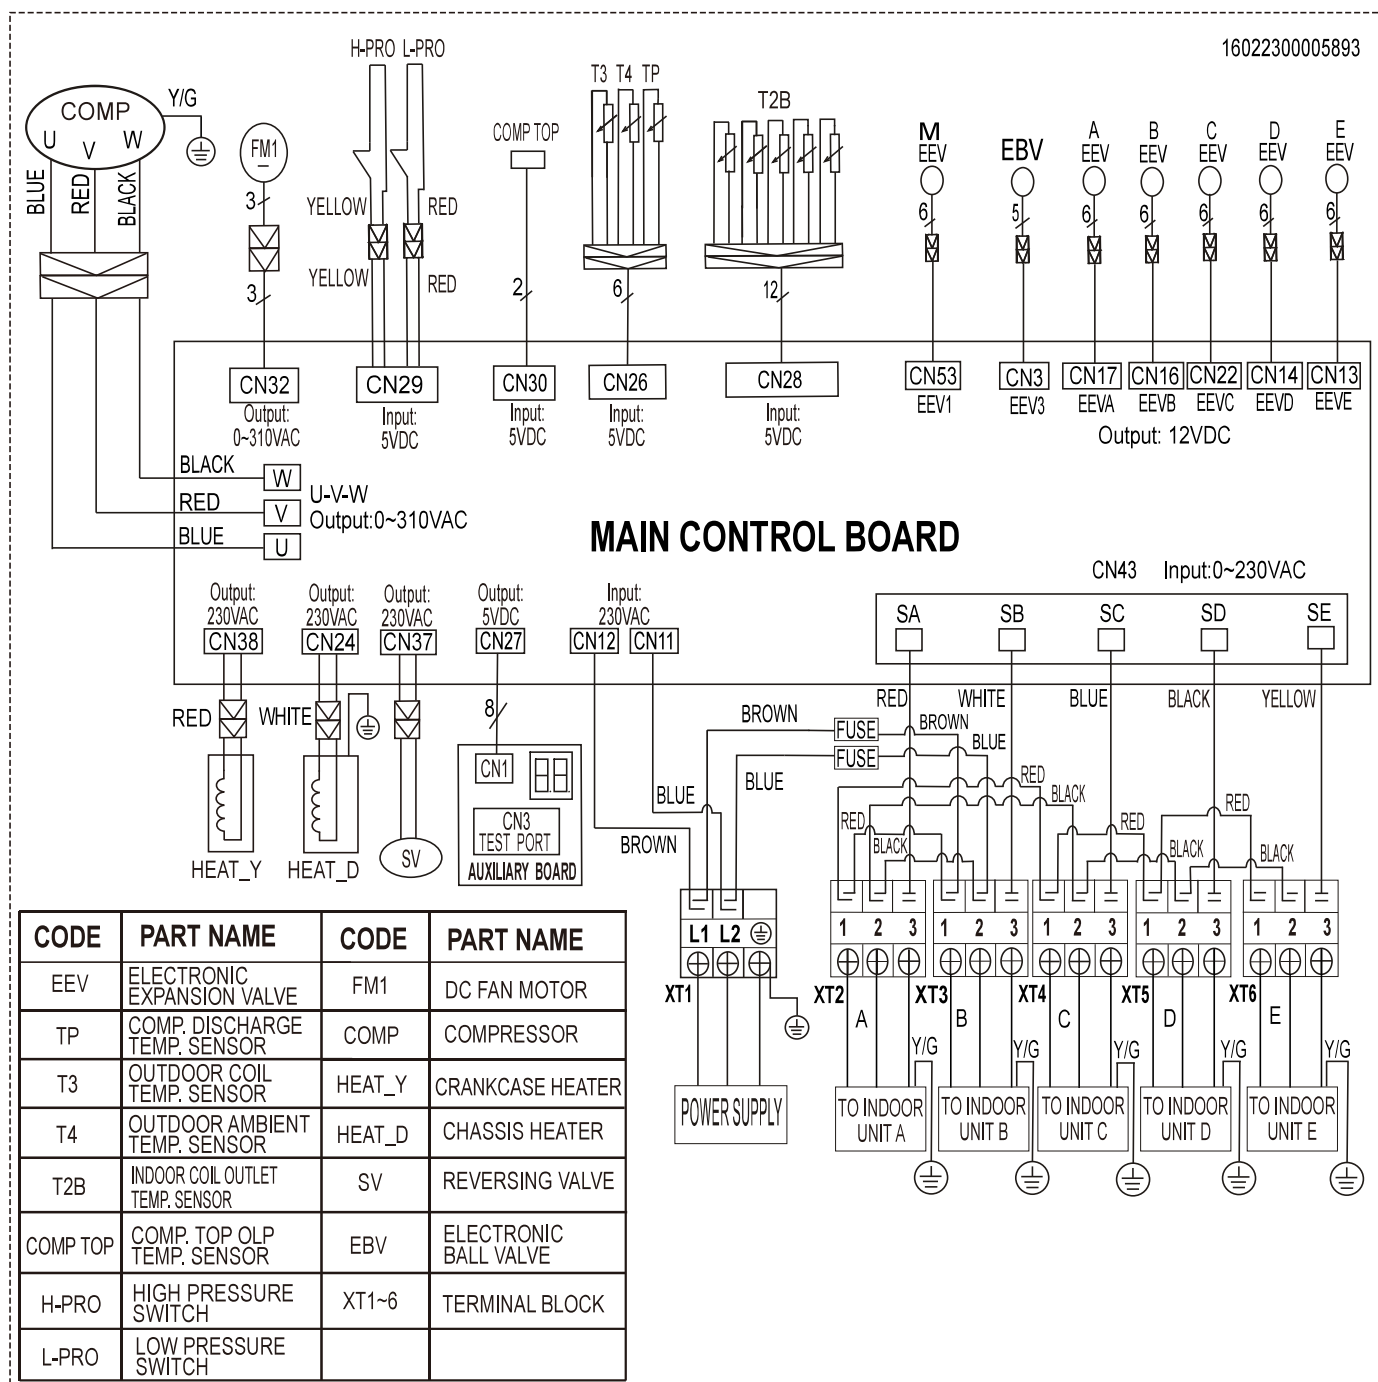 16022300005893
H-PRO L-PRO
T3 T4 TP
T2B
COMP
U V W
Y/G
FM1
COMP TOP
M EEV
EBV
A EEV
B EEV
C EEV
D EEV
E EEV
BLUE RED BLACK
3
YELLOW RED
6 5 6 6 6 6 6
YELLOW RED
3 2 6 12
CN32 CN29 CN30 CN26 CN28 CN53 CN3 CN17 CN16 CN22 CN14 CN13
EEV1 EEV3 EEVA EEVB EEVC EEVD EEVE
Output: 0~310VAC
Input: 5VDC
Input: 5VDC
Input: 5VDC
Input: 5VDC
Output: 12VDC
BLACK W
RED V
BLUE U
U-V-W
Output:0~310VAC
MAIN CONTROL BOARD
CN43 Input:0~230VAC
SA SB SC SD SE
Output: 230VAC
Output: 230VAC
Output: 230VAC
Output: 5VDC
Input: 230VAC
CN38 CN24 CN37 CN27 CN12 CN11
RED WHITE BLUE BLACK YELLOW
RED WHITE 8
BROWN FUSE BROWN
FUSE BLUE
BLUE BLUE
BROWN
RED BLACK RED BLACK RED BLACK RED BLACK
CN1
CN3
TEST PORT
AUXILIARY BOARD
HEAT_Y HEAT_D SV
L1 L2
1 2 3 1 2 3 1 2 3 1 2 3 1 2 3
XT1 XT2 XT3 XT4 XT5 XT6
A B C D E
Y/G Y/G Y/G Y/G Y/G
POWER SUPPLY
TO INDOOR UNIT A
TO INDOOR UNIT B
TO INDOOR UNIT C
TO INDOOR UNIT D
TO INDOOR UNIT E
CODE PART NAME CODE PART NAME
EEV ELECTRONIC EXPANSION VALVE FM1 DC FAN MOTOR
TP COMP. DISCHARGE TEMP. SENSOR COMP COMPRESSOR
T3 OUTDOOR COIL TEMP. SENSOR HEAT_Y CRANKCASE HEATER
T4 OUTDOOR AMBIENT TEMP. SENSOR HEAT_D CHASSIS HEATER
T2B INDOOR COIL OUTLET TEMP. SENSOR SV REVERSING VALVE
COMP TOP COMP. TOP OLP TEMP. SENSOR EBV ELECTRONIC BALL VALVE
H-PRO HIGH PRESSURE SWITCH XT1~6 TERMINAL BLOCK
L-PRO LOW PRESSURE SWITCH